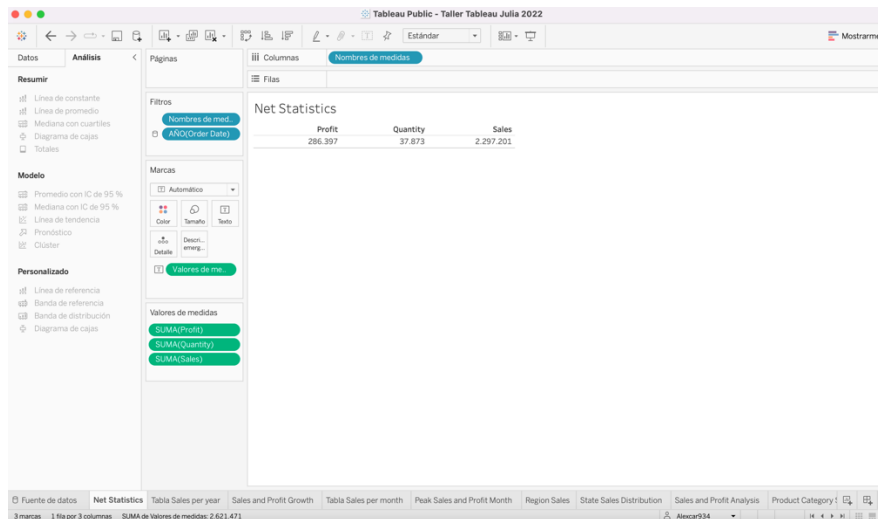 Tableau Public - Taller Tableau Julia 2022
Estándar
Mostrarme
Datos
Análisis
Resumir
Línea de constante
Línea de promedio
Mediana con cuartiles
Diagrama de cajas
Totales
Modelo
Promedio con IC de 95 %
Mediana con IC de 95 %
Línea de tendencia
Pronóstico
Clúster
Personalizado
Línea de referencia
Banda de referencia
Banda de distribución
Diagrama de cajas
Páginas
Filtros
Nombres de med..
AÑO(Order Date)
Marcas
Automático
Color Tamaño Texto
Detalle Descri... emerg...
Valores de me..
Valores de medidas
SUMA(Profit)
SUMA(Quantity)
SUMA(Sales)
Columnas
Nombres de medidas
Filas
Net Statistics
Profit Quantity Sales
286.397 37.873 2.297.201
Fuente de datos Net Statistics Tabla Sales per year Sales and Profit Growth Tabla Sales per month Peak Sales and Profit Month Region Sales State Sales Distribution Sales and Profit Analysis Product Category
3 marcas 1 fila por 3 columnas SUMA de Valores de medidas: 2.621.471 Alexcar934